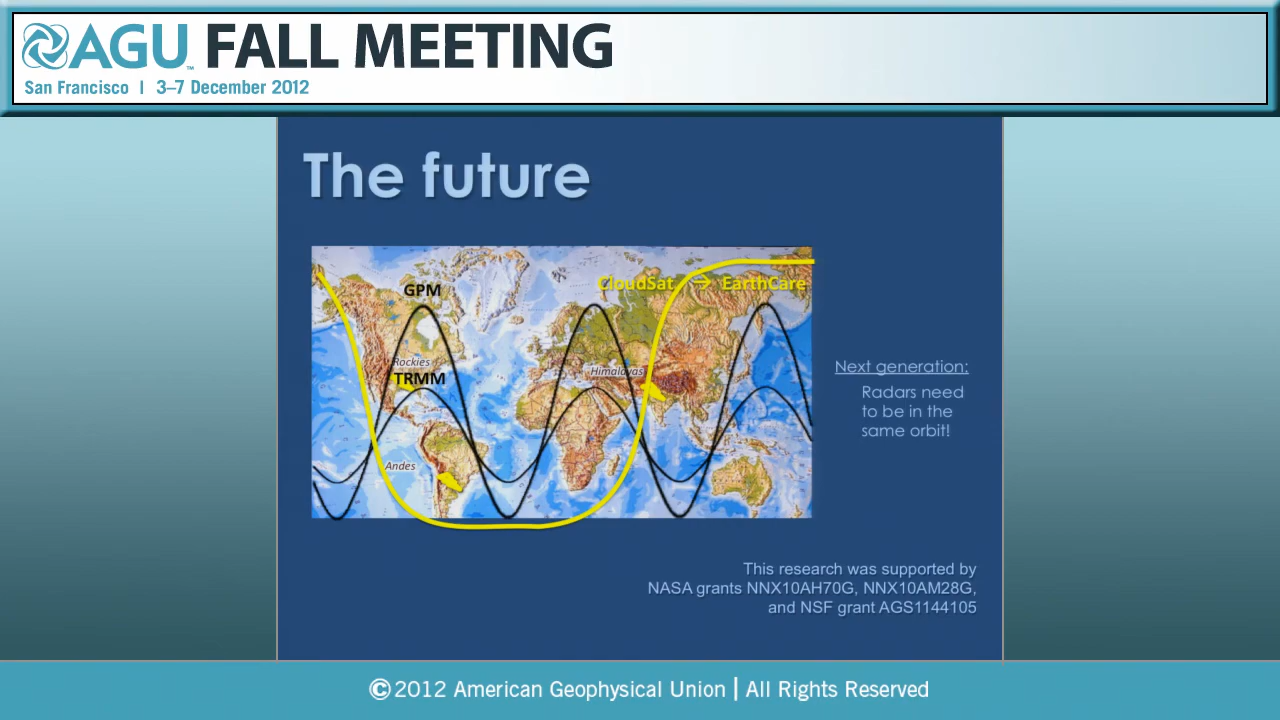 AGU™ FALL MEETING
San Francisco | 3–7 December 2012
The future
GPM
CloudSat → EarthCare
Rockies
TRMM
Himalayas
Andes
Next generation:
Radars need
to be in the
same orbit!
This research was supported by
NASA grants NNX10AH70G, NNX10AM28G,
and NSF grant AGS1144105
©2012 American Geophysical Union | All Rights Reserved